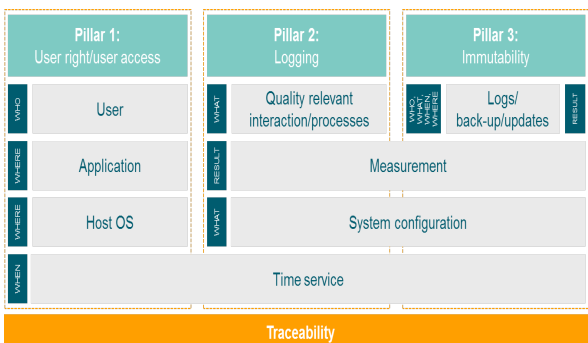 Pillar 1:
User right/user access
Pillar 2:
Logging
Pillar 3:
Immutability
WHO
User
WHAT
Quality relevant
interaction/processes
WHO,
WHAT,
WHEN,
WHERE
Logs/
back-up/updates
RESULT
WHERE
Application
RESULT
Measurement
WHERE
Host OS
WHAT
System configuration
WHEN
Time service
Traceability